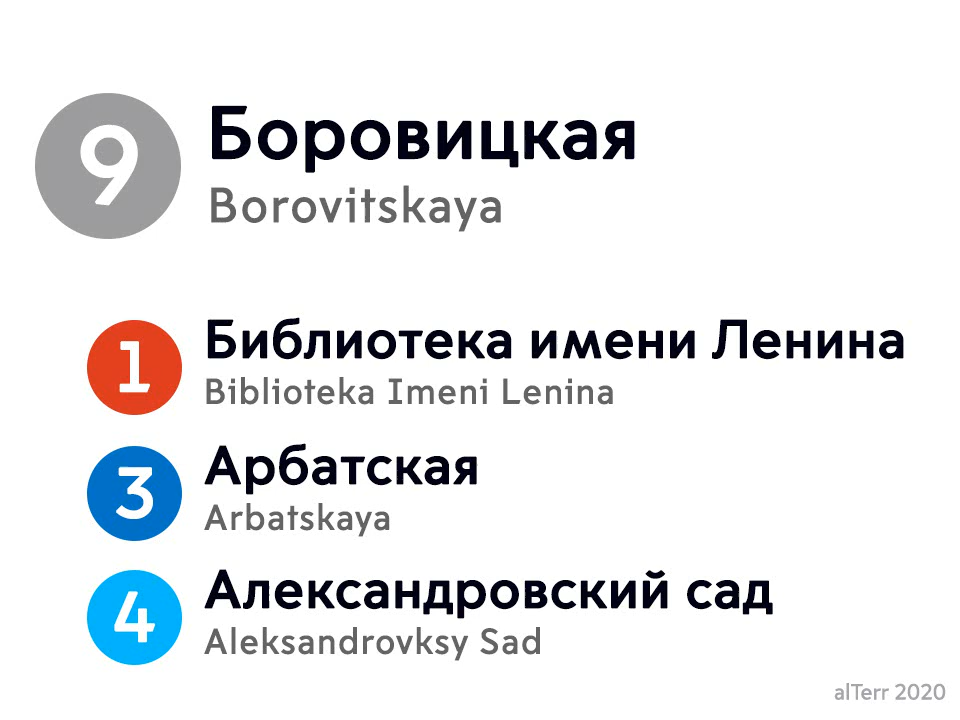 9 Боровицкая
Borovitskaya
1 Библиотека имени Ленина
Biblioteka Imeni Lenina
3 Арбатская
Arbatskaya
4 Александровский сад
Aleksandrovksy Sad
alTerr 2020